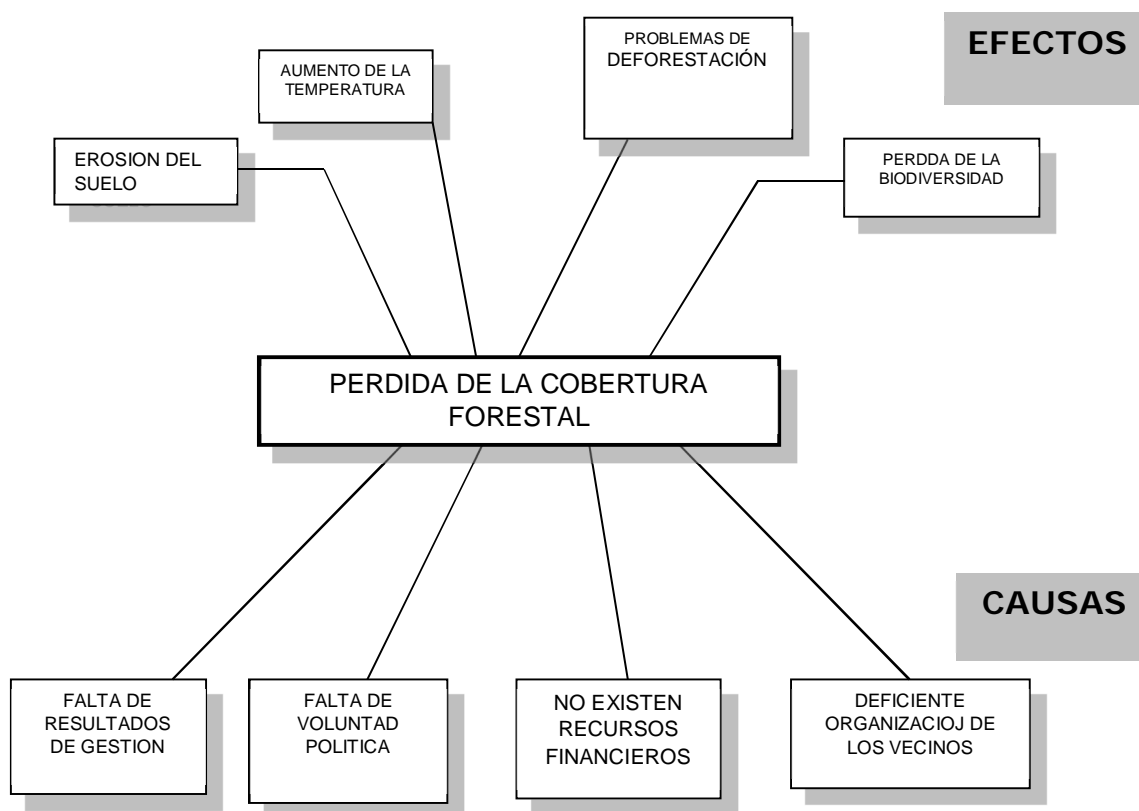 EFECTOS
PROBLEMAS DE
DEFORESTACIÓN
AUMENTO DE LA
TEMPERATURA
EROSION DEL
SUELO
PERDDA DE LA
BIODIVERSIDAD
PERDIDA DE LA COBERTURA
FORESTAL
CAUSAS
FALTA DE
RESULTADOS
DE GESTION
FALTA DE
VOLUNTAD
POLITICA
NO EXISTEN
RECURSOS
FINANCIEROS
DEFICIENTE
ORGANIZACIOJ DE
LOS VECINOS